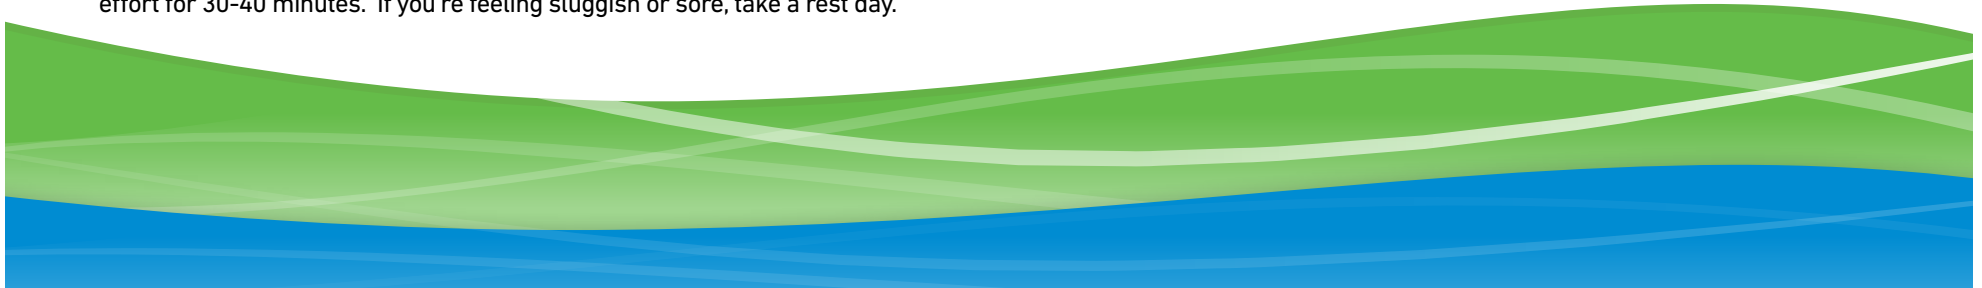 effort for 30-40 minutes.  If you're feeling sluggish or sore, take a rest day.